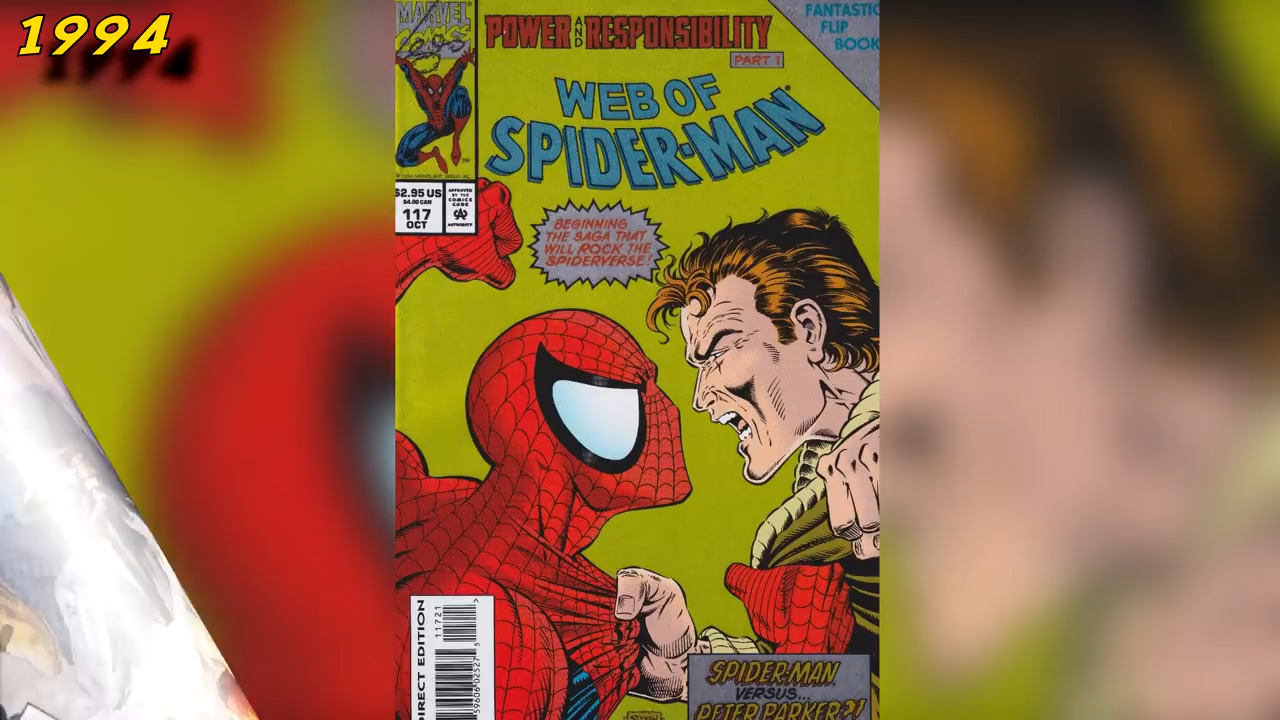 1994
MARVEL
COMICS
POWER AND RESPONSIBILITY
PART 1
FANTASTIC
FLIP
BOOK
WEB OF
SPIDER-MAN
TM
$2.95 US
$4.00 CAN
117
OCT
APPROVED
BY THE
COMICS
CODE
AUTHORITY
BEGINNING
THE SAGA THAT
WILL ROCK THE
SPIDERVERSE!
DIRECT EDITION
11721
SPIDER-MAN
VERSUS...
PETER PARKER?!